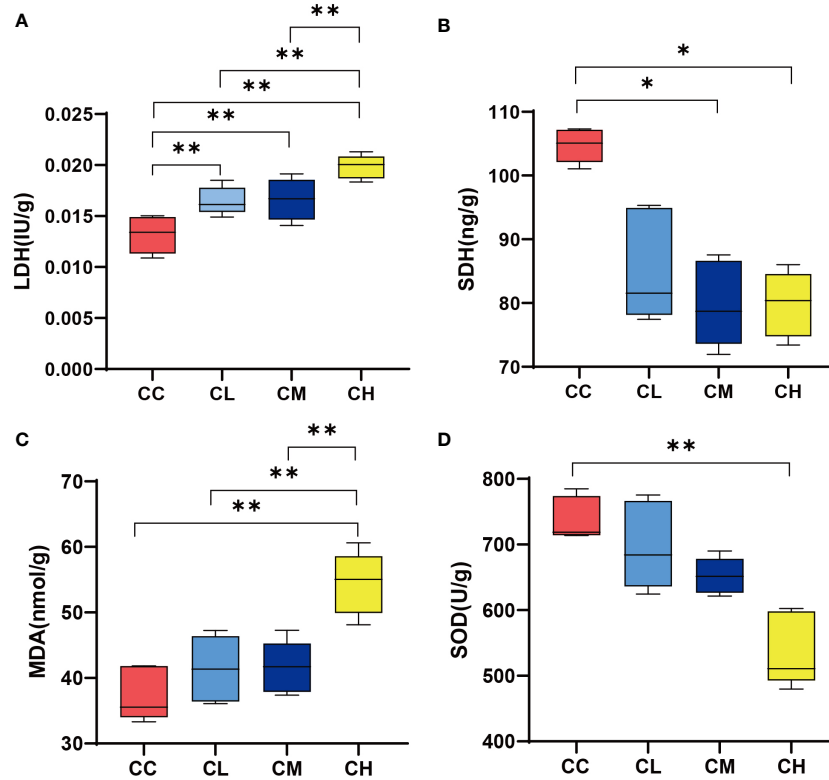 A
**
**
**
**
**
LDH(IU/g)
0.025
0.020
0.015
0.010
0.005
0.000
CC CL CM CH
B
*
*
SDH(ng/g)
110
100
90
80
70
CC CL CM CH
C
**
**
**
MDA(nmol/g)
70
60
50
40
30
CC CL CM CH
D
**
SOD(U/g)
800
700
600
500
400
CC CL CM CH